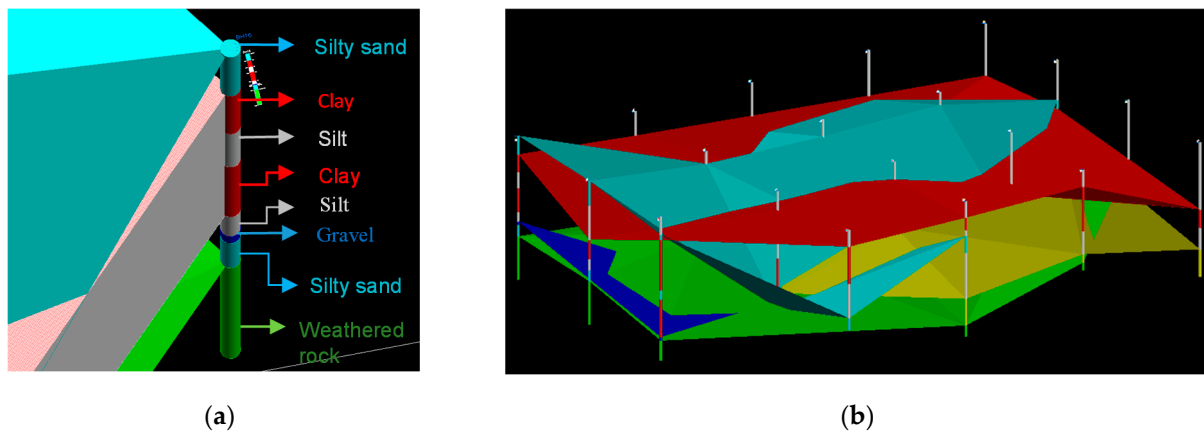 Silty sand
Clay
Silt
Clay
Silt
Gravel
Silty sand
Weathered
rock
(a)
(b)